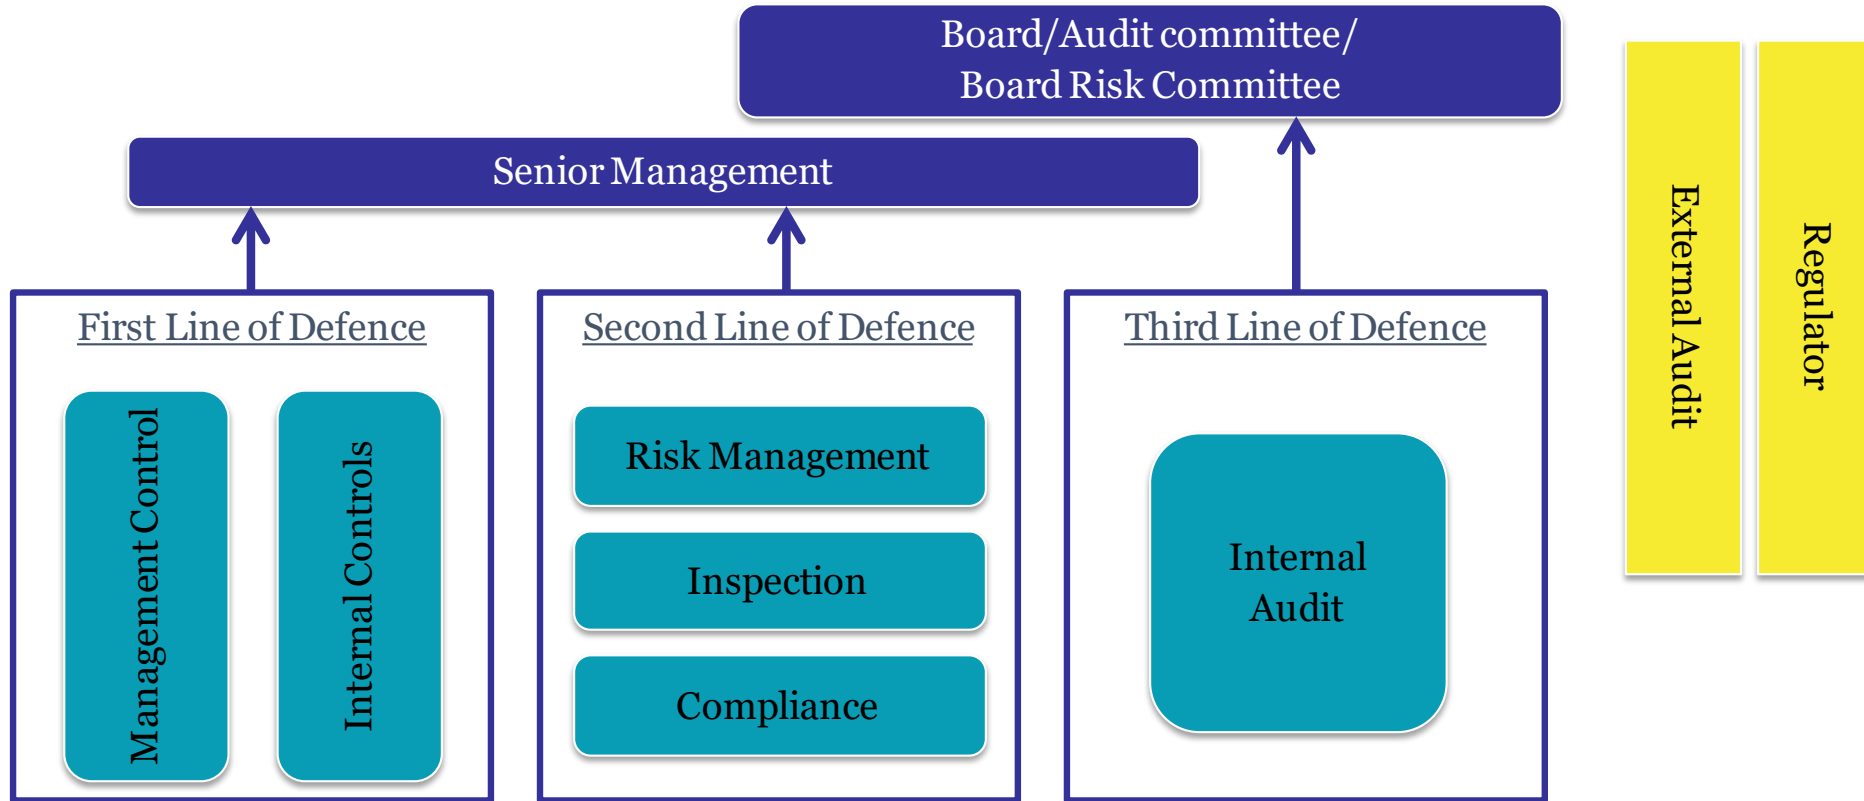 Board/Audit committee/
Board Risk Committee
Senior Management
First Line of Defence
Management Control
Internal Controls
Second Line of Defence
Risk Management
Inspection
Compliance
Third Line of Defence
Internal
Audit
External Audit
Regulator